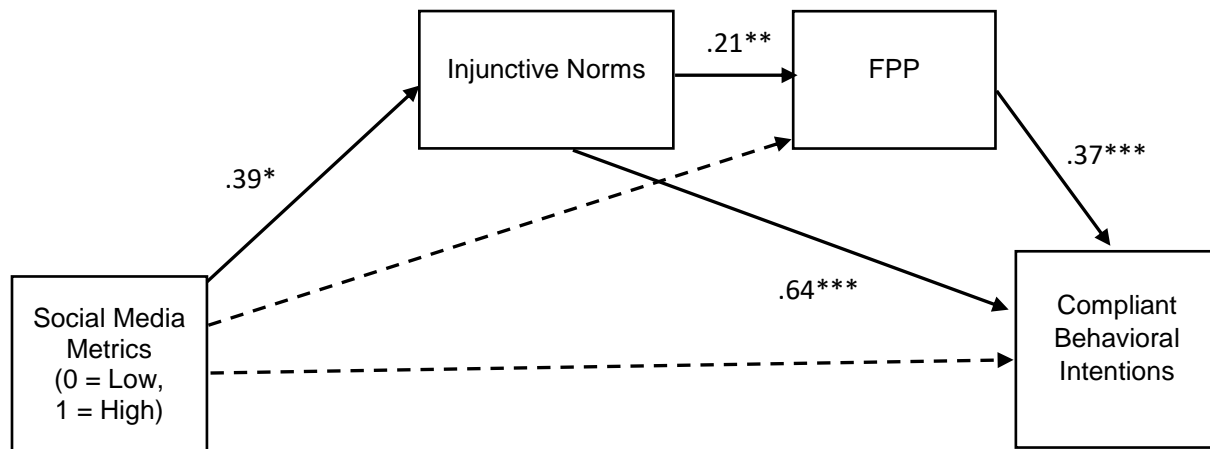 Injunctive Norms
.21**
FPP
.39*
.37***
.64***
Social Media
Metrics
(0 = Low,
1 = High)
Compliant
Behavioral
Intentions